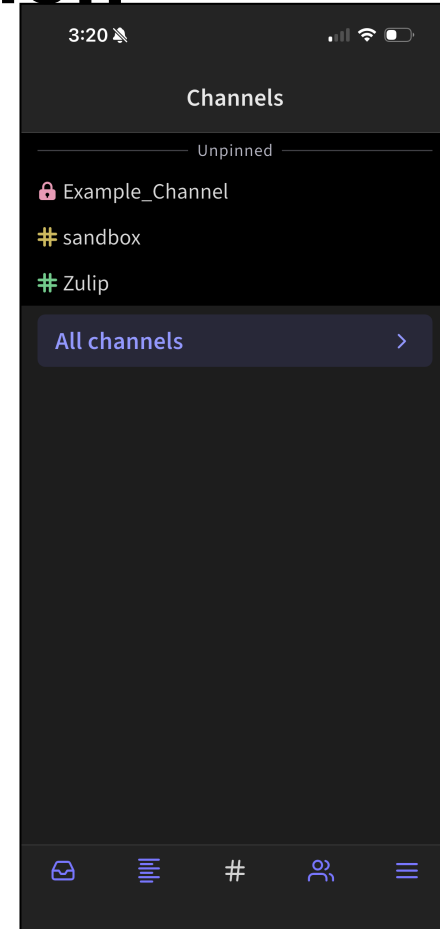 3:20
Channels
Unpinned
Example_Channel
# sandbox
# Zulip
All channels
#